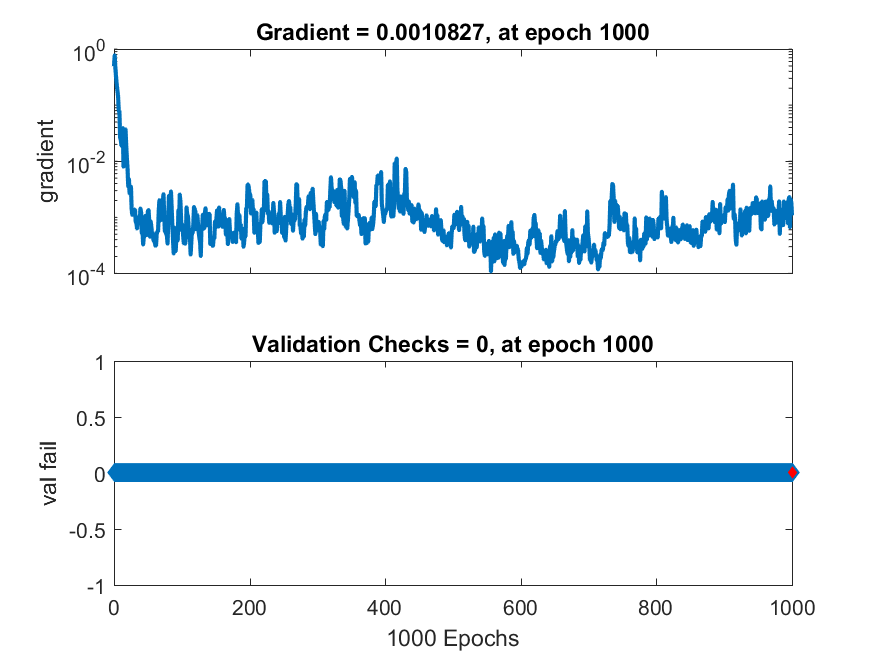 Gradient = 0.0010827, at epoch 1000
10^0
10^-2
10^-4
gradient
Validation Checks = 0, at epoch 1000
1
0.5
0
-0.5
-1
val fail
0 200 400 600 800 1000
1000 Epochs